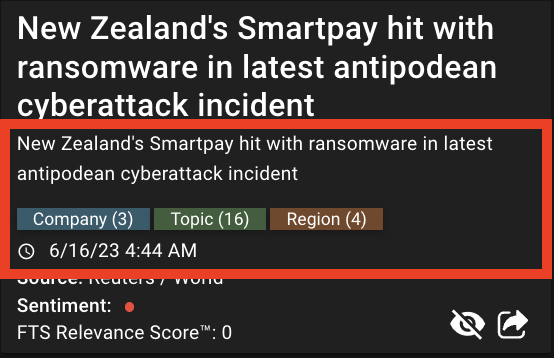 New Zealand's Smartpay hit with
ransomware in latest antipodean
cyberattack incident
New Zealand's Smartpay hit with ransomware in latest
antipodean cyberattack incident
Company (3) Topic (16) Region (4)
6/16/23 4:44 AM
Source: Reuters / World
Sentiment:
FTS Relevance Score™: 0